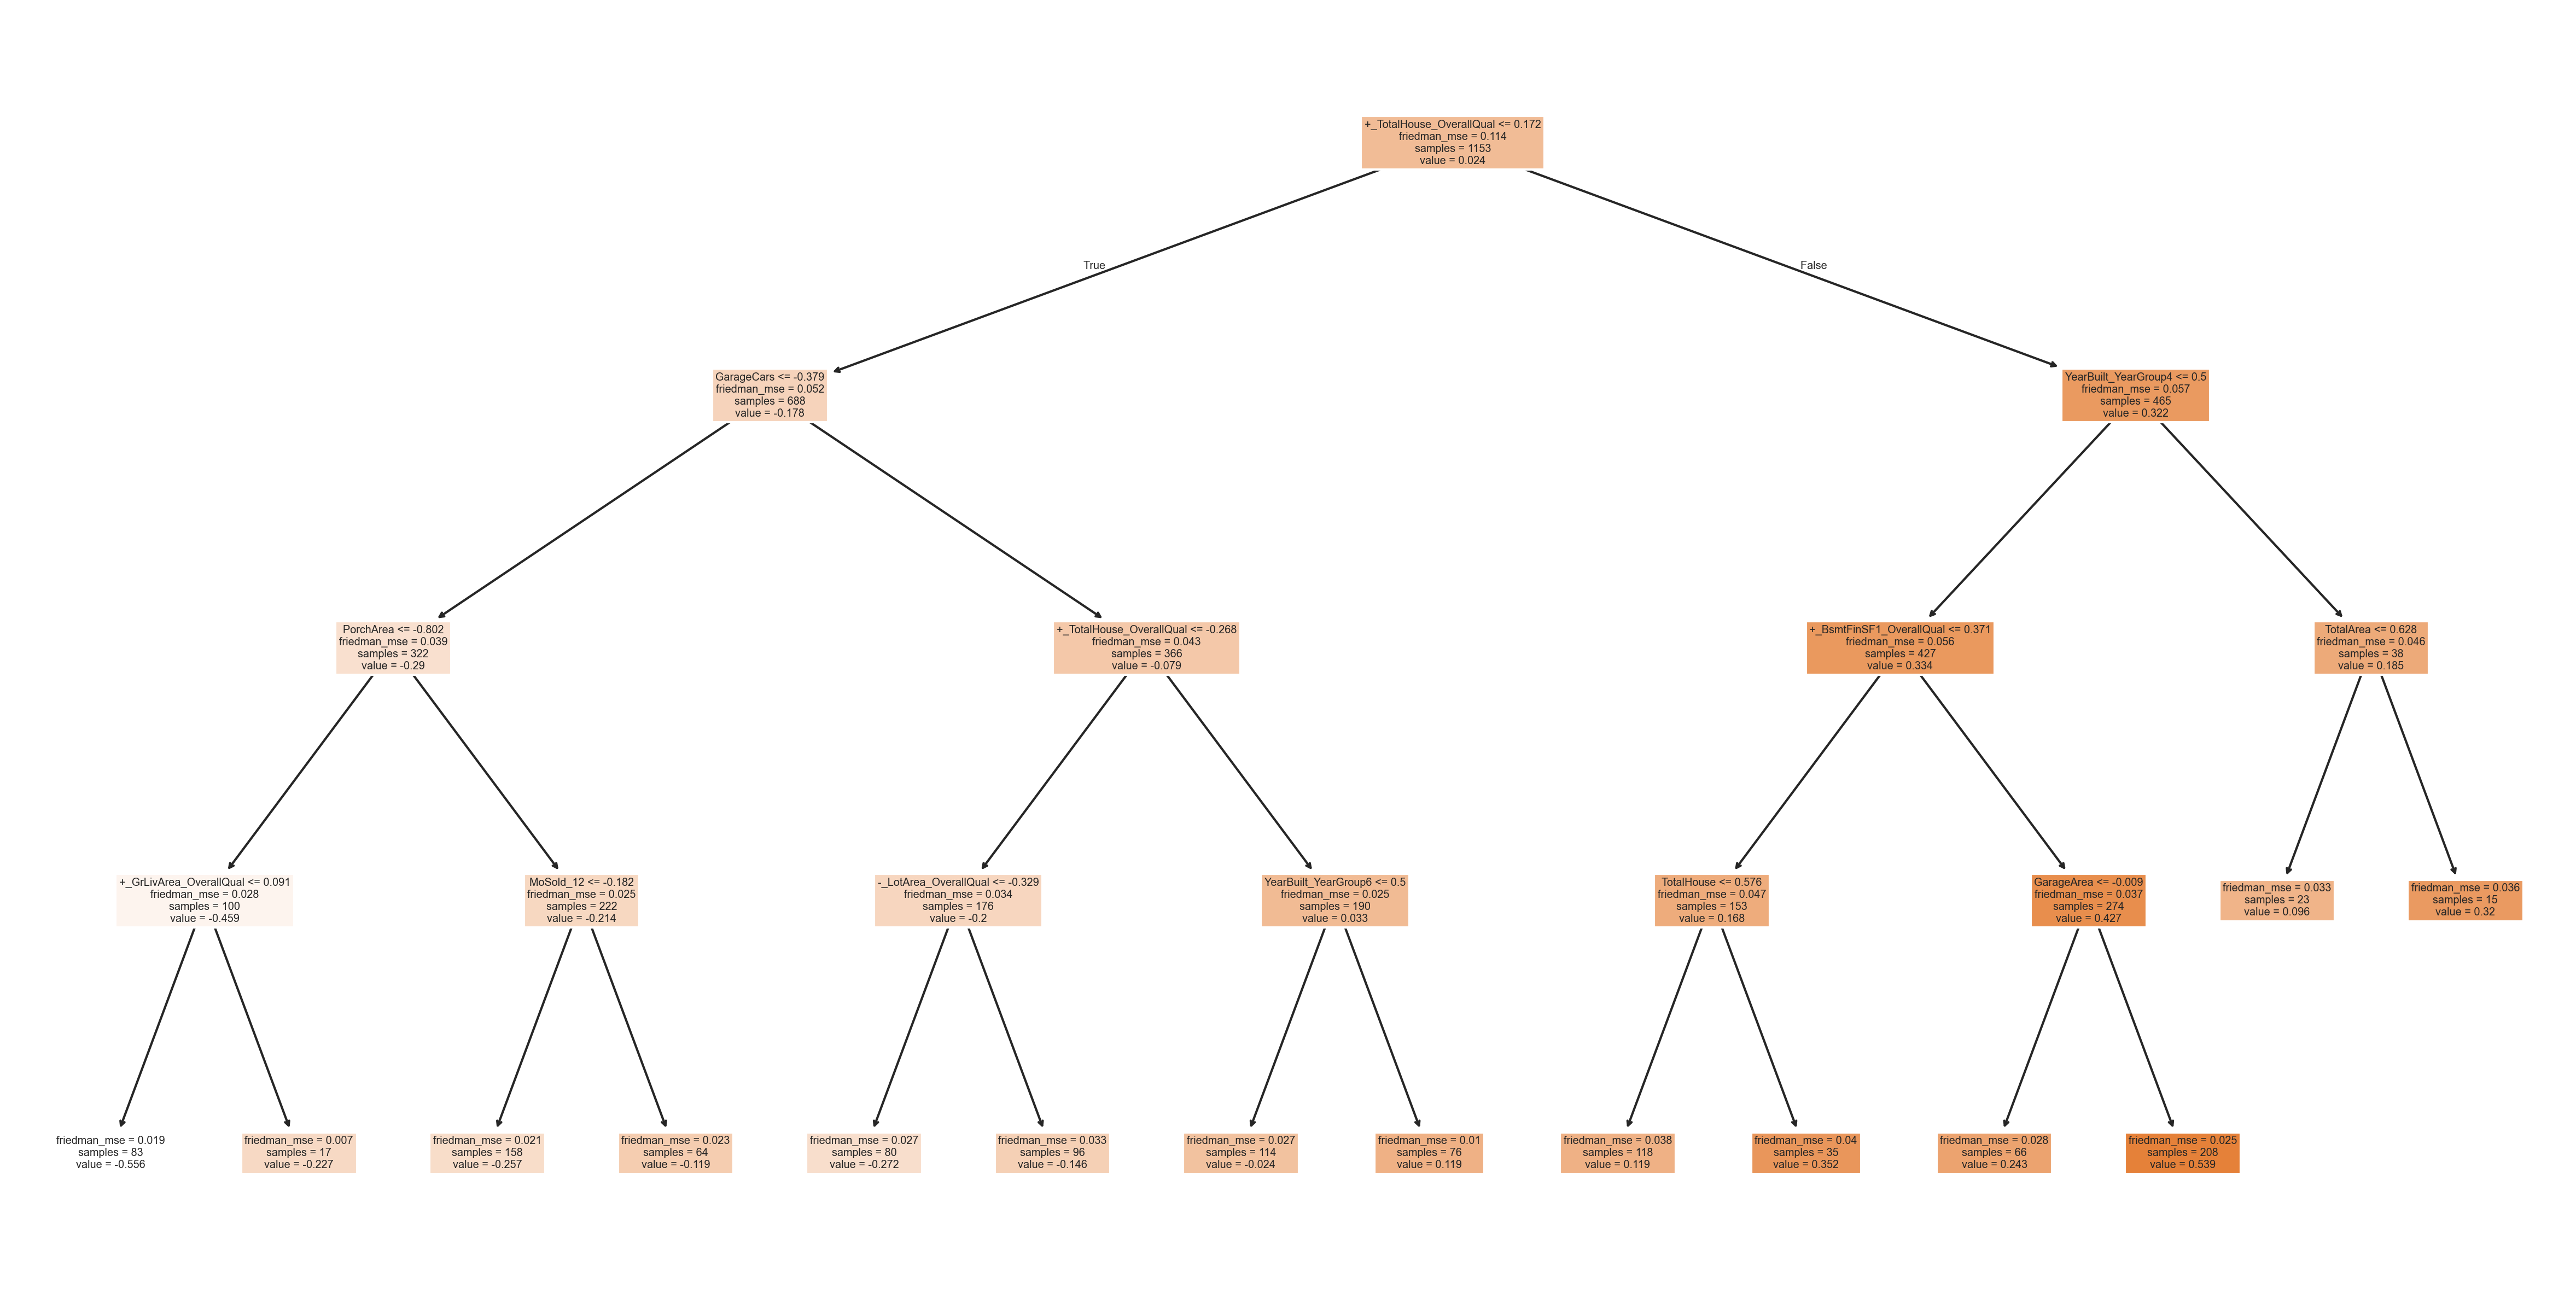 +_TotalHouse_OverallQual <= 0.172
friedman_mse = 0.114
samples = 1153
value = 0.024
True
False
GarageCars <= -0.379
friedman_mse = 0.052
samples = 688
value = -0.178
YearBuilt_YearGroup4 <= 0.5
friedman_mse = 0.057
samples = 465
value = 0.322
PorchArea <= -0.802
friedman_mse = 0.039
samples = 322
value = -0.29
+_TotalHouse_OverallQual <= -0.268
friedman_mse = 0.043
samples = 366
value = -0.079
+_BsmtFinSF1_OverallQual <= 0.371
friedman_mse = 0.056
samples = 427
value = 0.334
TotalArea <= 0.628
friedman_mse = 0.046
samples = 38
value = 0.185
+_GrLivArea_OverallQual <= 0.091
friedman_mse = 0.028
samples = 100
value = -0.459
MoSold_12 <= -0.182
friedman_mse = 0.025
samples = 222
value = -0.214
-_LotArea_OverallQual <= -0.329
friedman_mse = 0.034
samples = 176
value = -0.2
YearBuilt_YearGroup6 <= 0.5
friedman_mse = 0.025
samples = 190
value = 0.033
TotalHouse <= 0.576
friedman_mse = 0.047
samples = 153
value = 0.168
GarageArea <= -0.009
friedman_mse = 0.037
samples = 274
value = 0.427
friedman_mse = 0.033
samples = 23
value = 0.096
friedman_mse = 0.036
samples = 15
value = 0.32
friedman_mse = 0.019
samples = 83
value = -0.556
friedman_mse = 0.007
samples = 17
value = -0.227
friedman_mse = 0.021
samples = 158
value = -0.257
friedman_mse = 0.023
samples = 64
value = -0.119
friedman_mse = 0.027
samples = 80
value = -0.272
friedman_mse = 0.033
samples = 96
value = -0.146
friedman_mse = 0.027
samples = 114
value = -0.024
friedman_mse = 0.01
samples = 76
value = 0.119
friedman_mse = 0.038
samples = 118
value = 0.119
friedman_mse = 0.04
samples = 35
value = 0.352
friedman_mse = 0.028
samples = 66
value = 0.243
friedman_mse = 0.025
samples = 208
value = 0.539